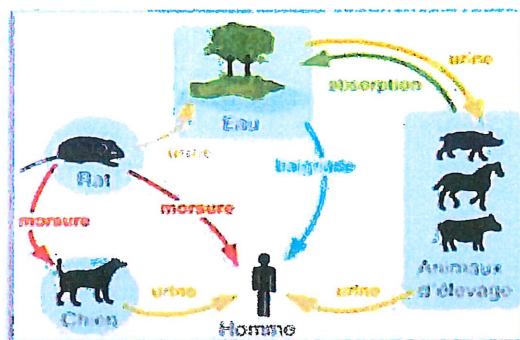 urine
absorption
Eau
urine
baignade
Rat
morsure
morsure
Animaux
d'élevage
urine
urine
Chien
Homme